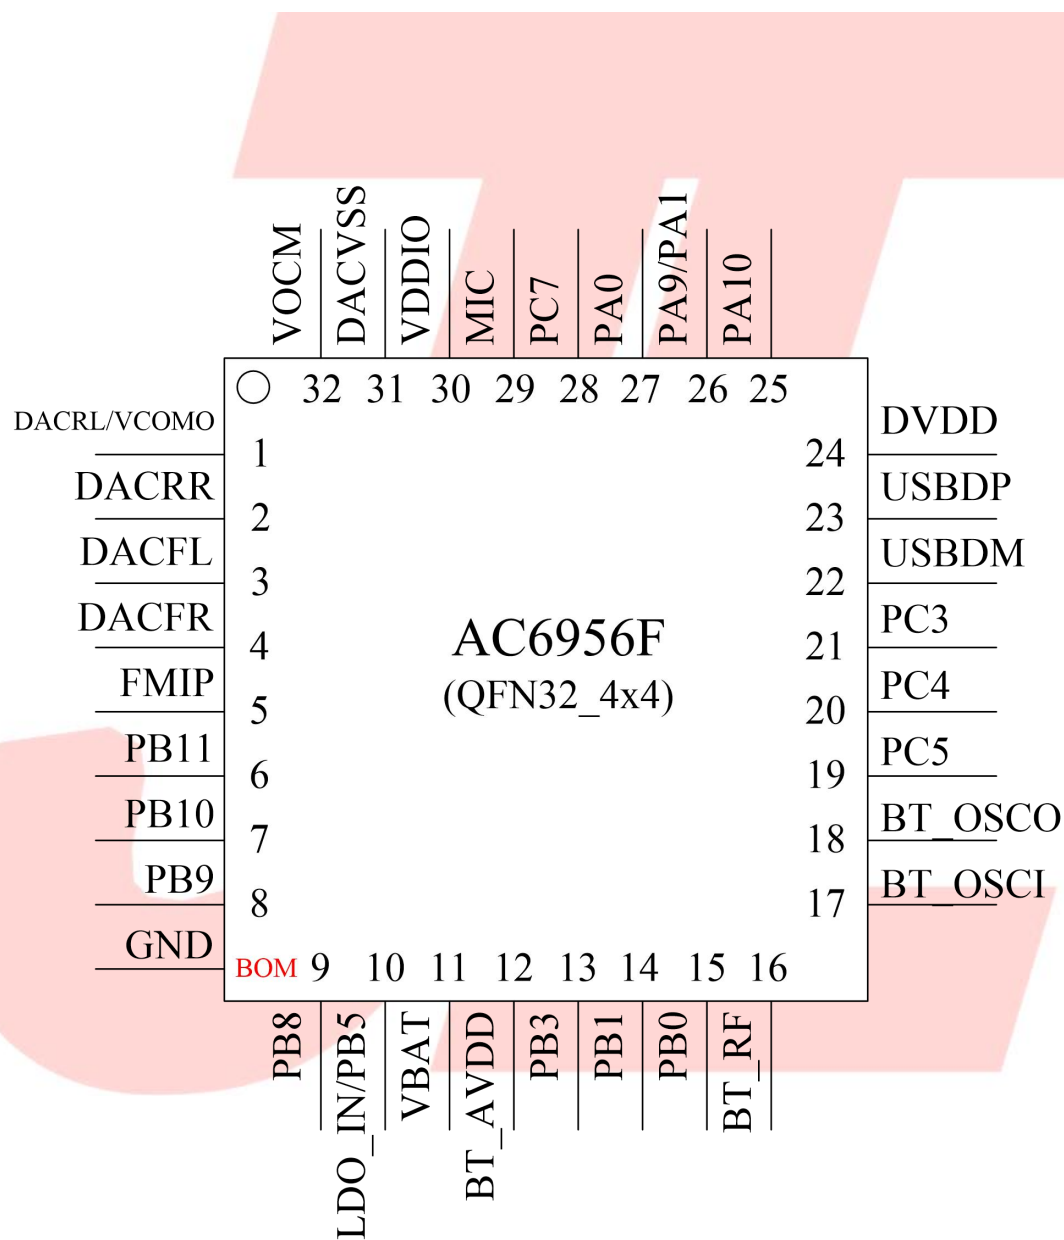 VOCM
DACVSS
VDDIO
MIC
PC7
PA0
PA9/PA1
PA10
32 31 30 29 28 27 26 25
DACRL/VCOMO
1
DACRR
2
DACFL
3
DACFR
4
FMIP
5
PB11
6
PB10
7
PB9
8
GND
BOM
AC6956F
(QFN32_4x4)
DVDD
24
USBDP
23
USBDM
22
PC3
21
PC4
20
PC5
19
BT_OSCO
18
BT_OSCI
17
9 10 11 12 13 14 15 16
PB8
LDO_IN/PB5
VBAT
BT_AVDD
PB3
PB1
PB0
BT_RF